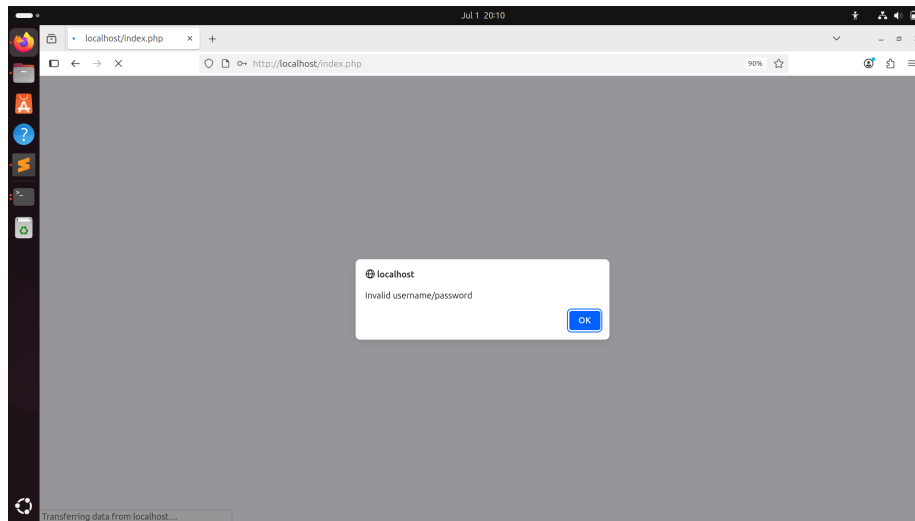 Jul 1 20:10
localhost/index.php
http://localhost/index.php
90%
localhost
Invalid username/password
OK
Transferring data from localhost...